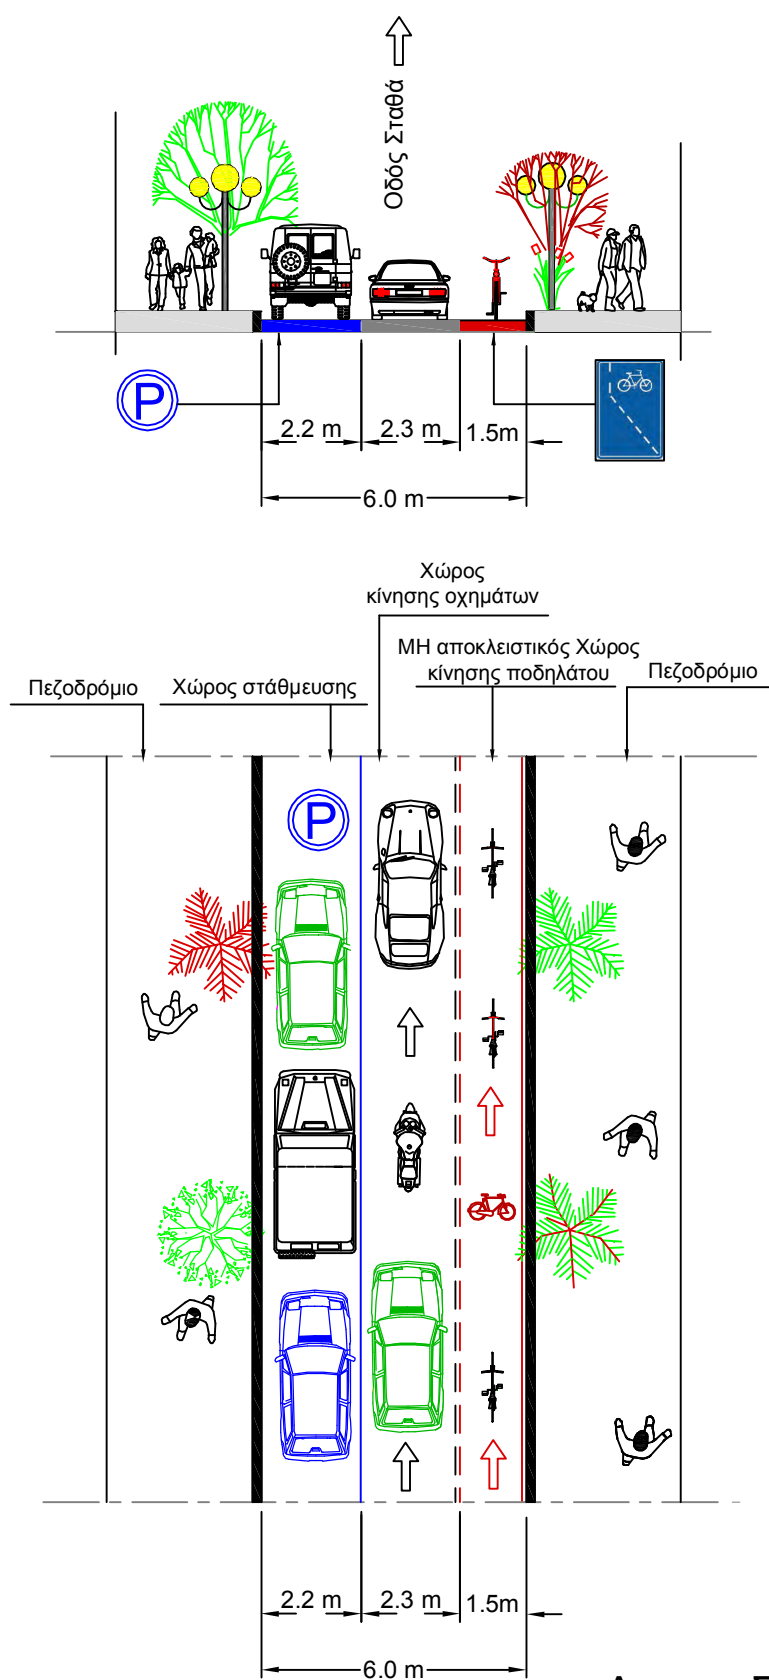 Οδός Σταθά
P
2.2 m
2.3 m
1.5m
6.0 m
Χώρος
κίνησης οχημάτων
ΜΗ αποκλειστικός Χώρος
κίνησης ποδηλάτου
Πεζοδρόμιο
Χώρος στάθμευσης
Πεζοδρόμιο
P
2.2 m
2.3 m
1.5m
6.0 m